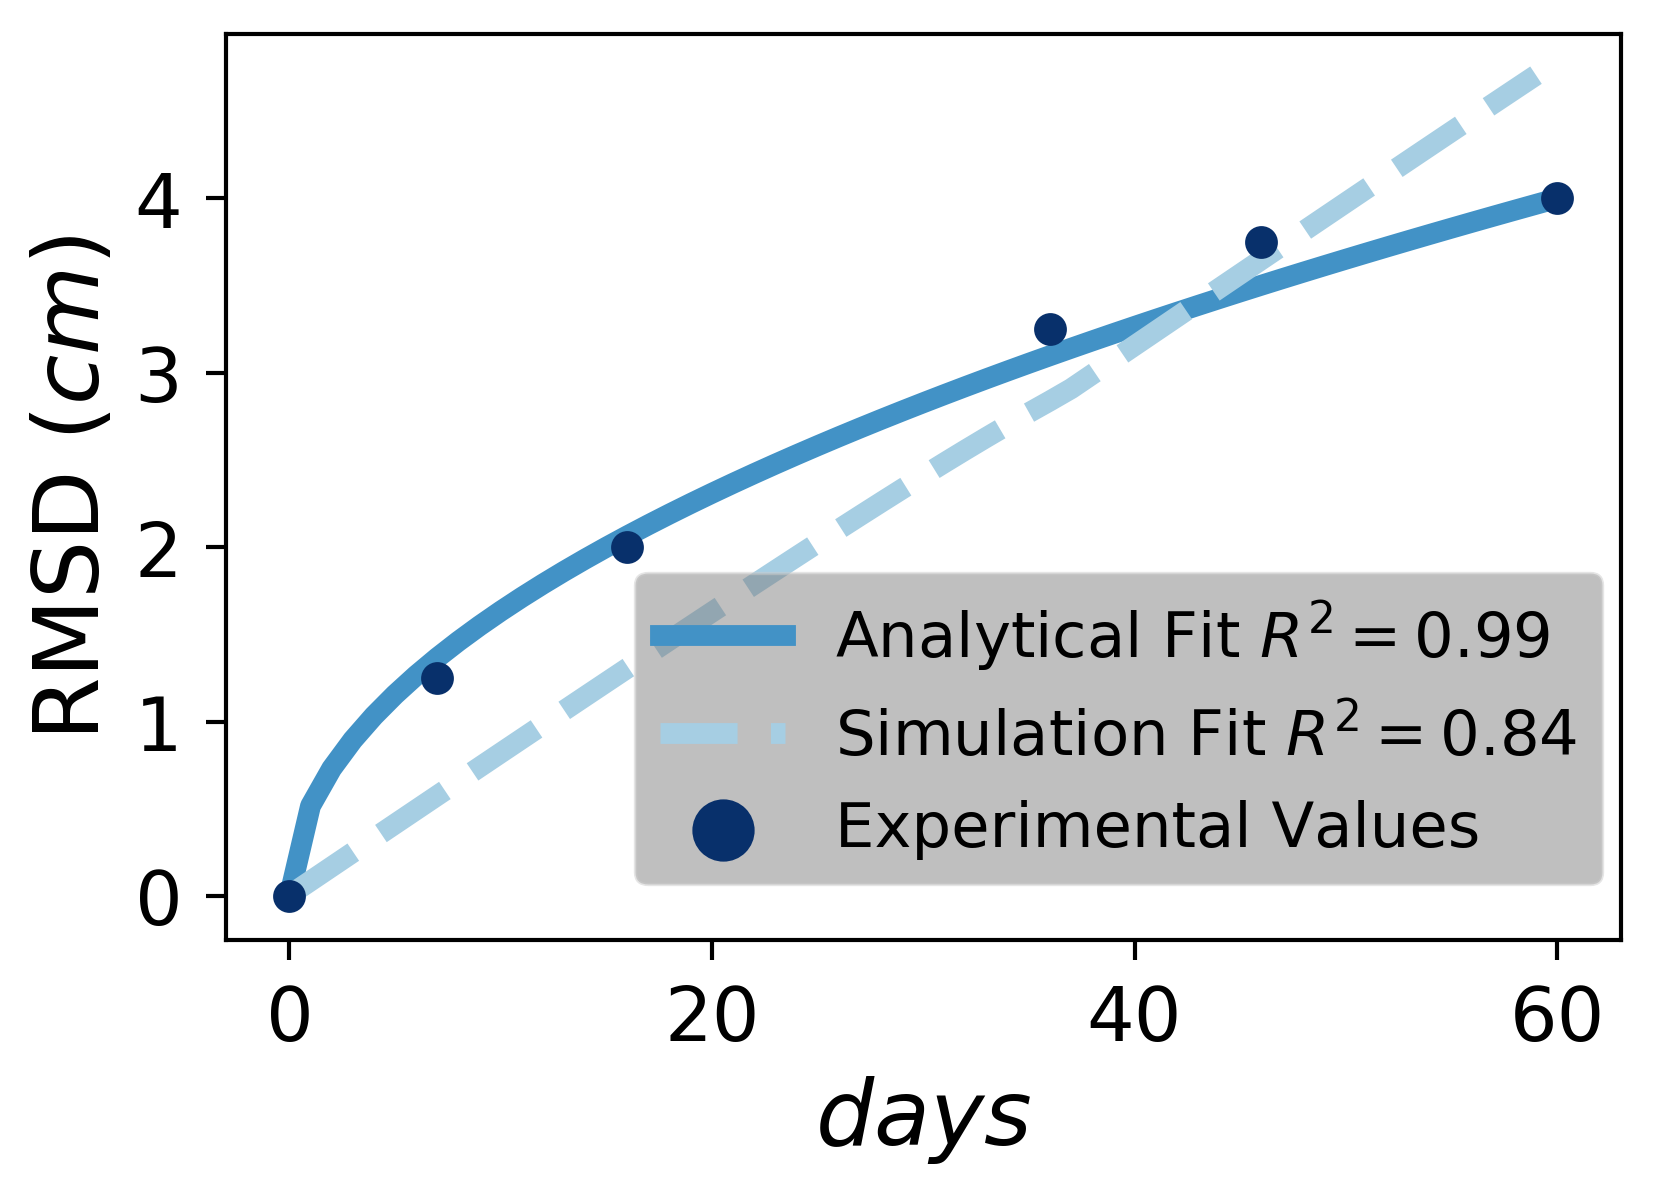 RMSD (cm)
4
3
2
1
0
Analytical Fit R² = 0.99
Simulation Fit R² = 0.84
Experimental Values
0 20 40 60
days